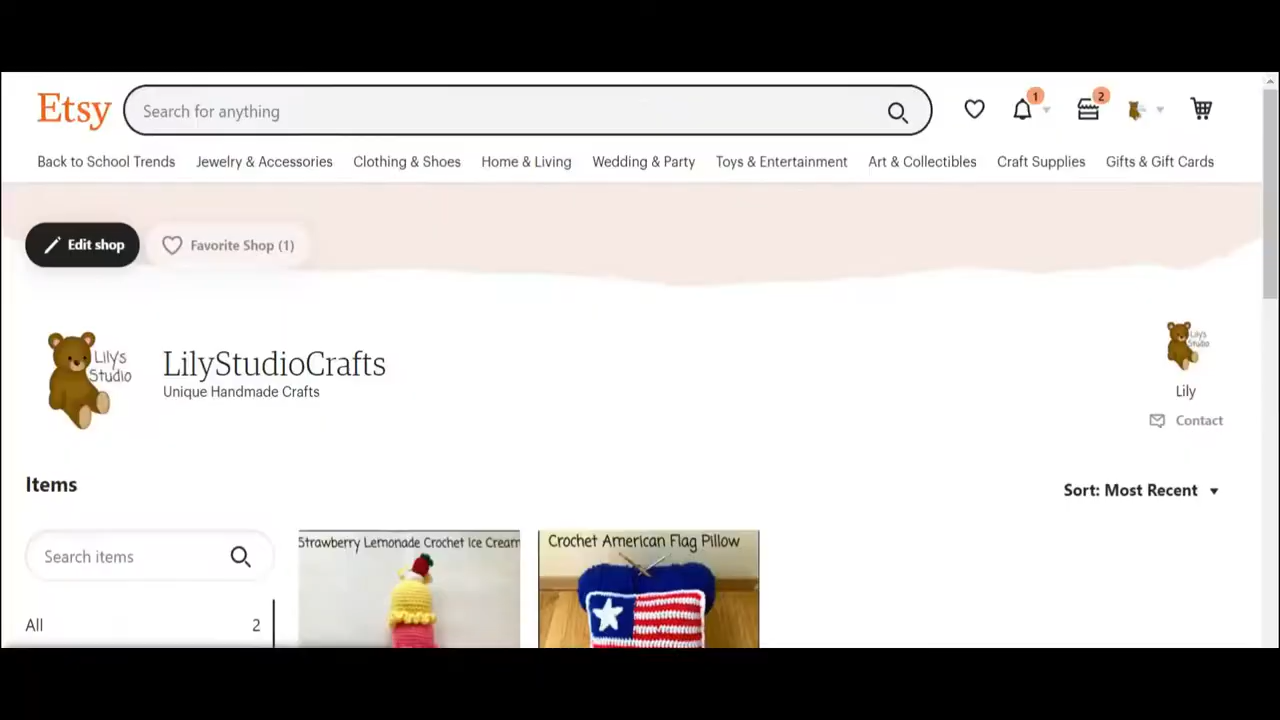 Etsy
Search for anything
1
2
Back to School Trends Jewelry & Accessories Clothing & Shoes Home & Living Wedding & Party Toys & Entertainment Art & Collectibles Craft Supplies Gifts & Gift Cards
Edit shop Favorite Shop (1)
Lily's
Studio
LilyStudioCrafts
Unique Handmade Crafts
Lily's
Studio
Lily
Contact
Items
Sort: Most Recent
Search items
All 2
Strawberry Lemonade Crochet Ice Cream
Crochet American Flag Pillow